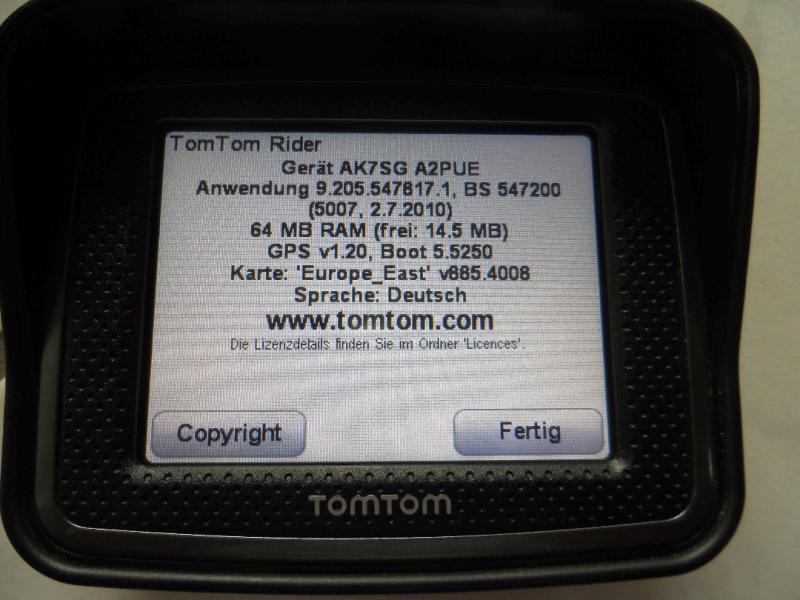 TomTom Rider
Gerät AK7SG A2PUE
Anwendung 9.205.547817.1, BS 547200
(5007, 2.7.2010)
64 MB RAM (frei: 14.5 MB)
GPS v1.20, Boot 5.5250
Karte: 'Europe_East' v885.4008
Sprache: Deutsch
www.tomtom.com
Die Lizenzdetails finden Sie im Ordner 'Licences'.
Copyright
Fertig
TOMTOM